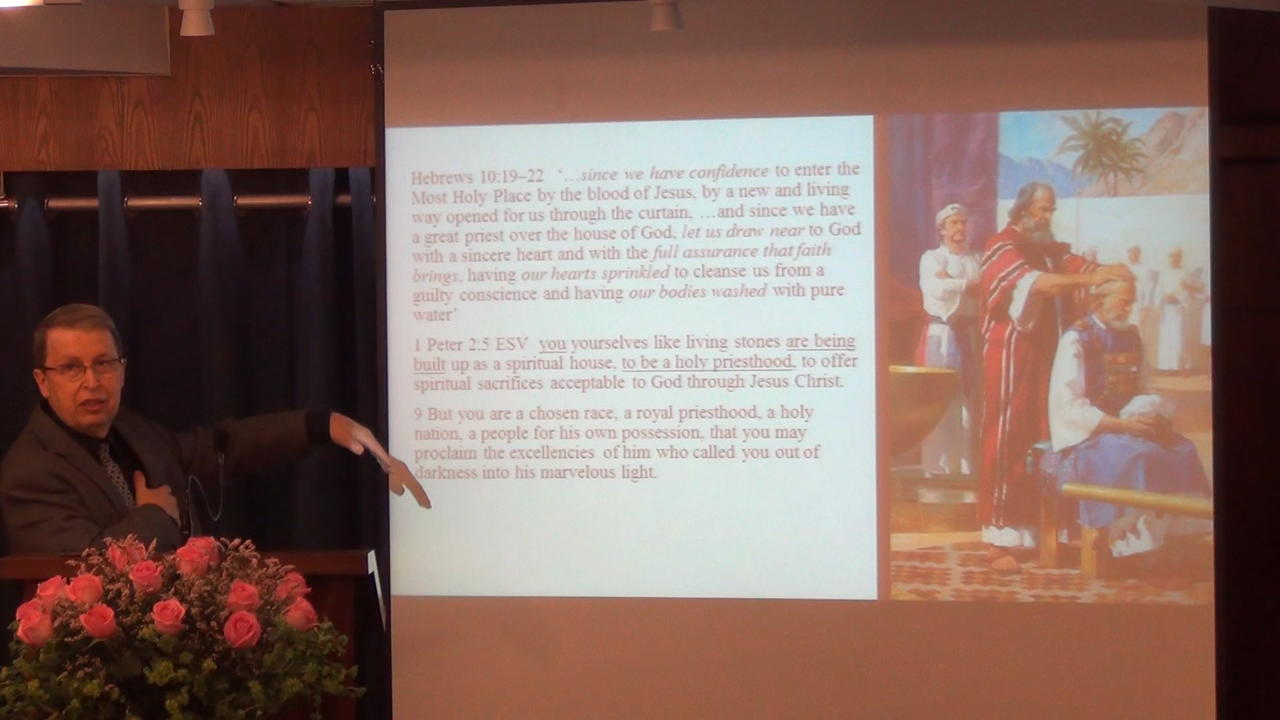 Hebrews 10:19–22 ‘…since we have confidence to enter the
Most Holy Place by the blood of Jesus, by a new and living
way opened for us through the curtain, …and since we have
a great priest over the house of God, let us draw near to God
with a sincere heart and with the full assurance that faith
brings, having our hearts sprinkled to cleanse us from a
guilty conscience and having our bodies washed with pure
water’
1 Peter 2:5 ESV you yourselves like living stones are being
built up as a spiritual house, to be a holy priesthood, to offer
spiritual sacrifices acceptable to God through Jesus Christ.
9 But you are a chosen race, a royal priesthood, a holy
nation, a people for his own possession, that you may
proclaim the excellencies of him who called you out of
darkness into his marvelous light.